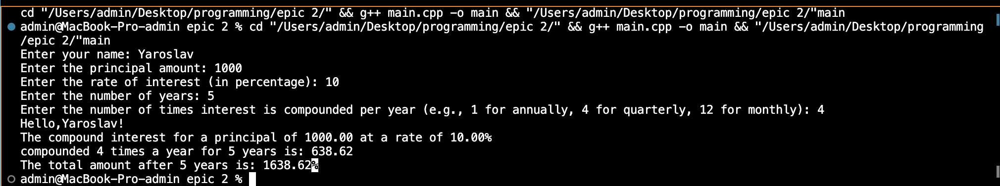 cd "/Users/admin/Desktop/programming/epic 2/" && g++ main.cpp -o main && "/Users/admin/Desktop/programming/epic 2/"main
admin@MacBook-Pro-admin epic 2 % cd "/Users/admin/Desktop/programming/epic 2/" && g++ main.cpp -o main && "/Users/admin/Desktop/programming
/epic 2/"main
Enter your name: Yaroslav
Enter the principal amount: 1000
Enter the rate of interest (in percentage): 10
Enter the number of years: 5
Enter the number of times interest is compounded per year (e.g., 1 for annually, 4 for quarterly, 12 for monthly): 4
Hello,Yaroslav!
The compound interest for a principal of 1000.00 at a rate of 10.00%
compounded 4 times a year for 5 years is: 638.62
The total amount after 5 years is: 1638.62%
admin@MacBook-Pro-admin epic 2 %